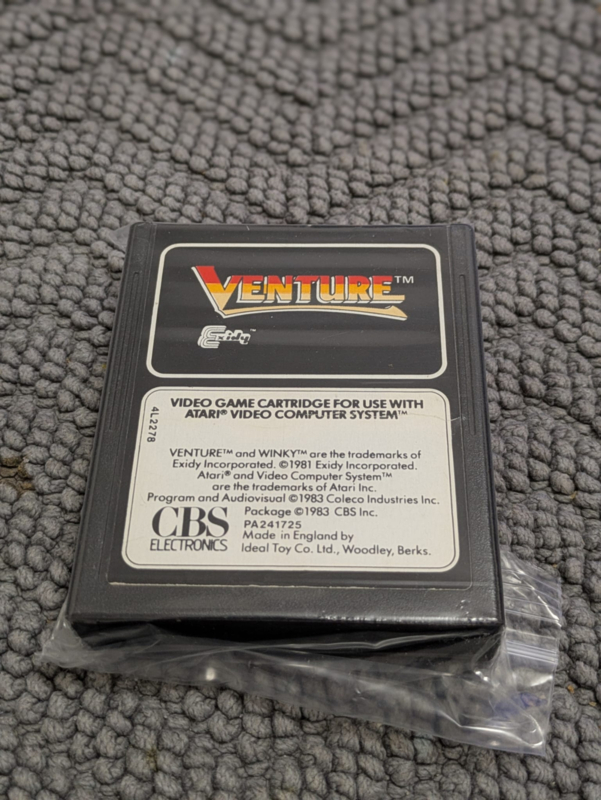 VENTURE™
Exidy™
4L2278
VIDEO GAME CARTRIDGE FOR USE WITH
ATARI® VIDEO COMPUTER SYSTEM™
VENTURE™ and WINKY™ are the trademarks of
Exidy Incorporated. ©1981 Exidy Incorporated.
Atari® and Video Computer System™
are the trademarks of Atari Inc.
Program and Audiovisual ©1983 Coleco Industries Inc.
Package ©1983 CBS Inc.
PA241725
Made in England by
Ideal Toy Co. Ltd., Woodley, Berks.
CBS
ELECTRONICS